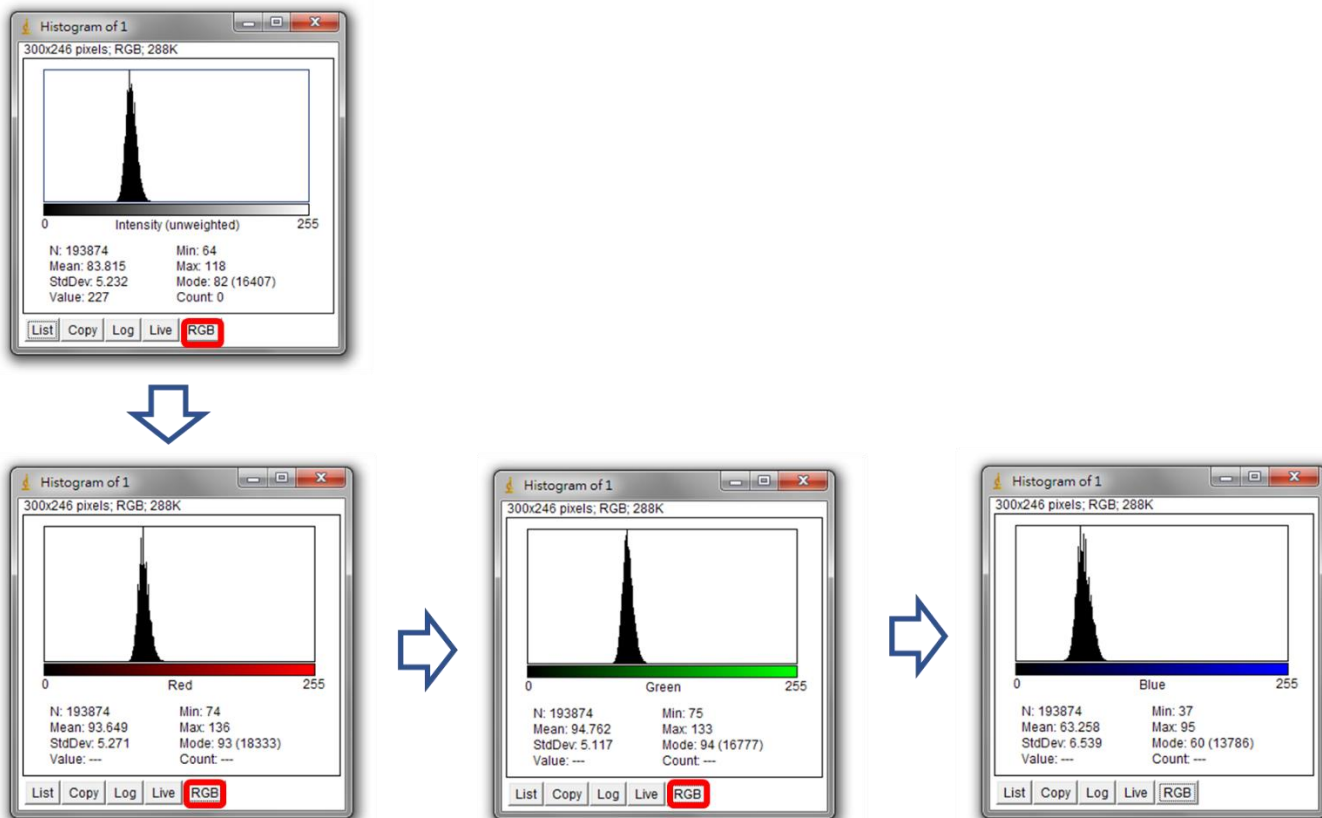 Histogram of 1
300x246 pixels; RGB; 288K
0 Intensity (unweighted) 255
N: 193874 Min: 64
Mean: 83.815 Max: 118
StdDev: 5.232 Mode: 82 (16407)
Value: 227 Count: 0
List Copy Log Live RGB
Histogram of 1
300x246 pixels; RGB; 288K
0 Red 255
N: 193874 Min: 74
Mean: 93.649 Max: 136
StdDev: 5.271 Mode: 93 (18333)
Value: --- Count: ---
List Copy Log Live RGB
Histogram of 1
300x246 pixels; RGB; 288K
0 Green 255
N: 193874 Min: 75
Mean: 94.762 Max: 133
StdDev: 5.117 Mode: 94 (16777)
Value: --- Count: ---
List Copy Log Live RGB
Histogram of 1
300x246 pixels; RGB; 288K
0 Blue 255
N: 193874 Min: 37
Mean: 63.258 Max: 95
StdDev: 6.539 Mode: 60 (13786)
Value: --- Count: ---
List Copy Log Live RGB